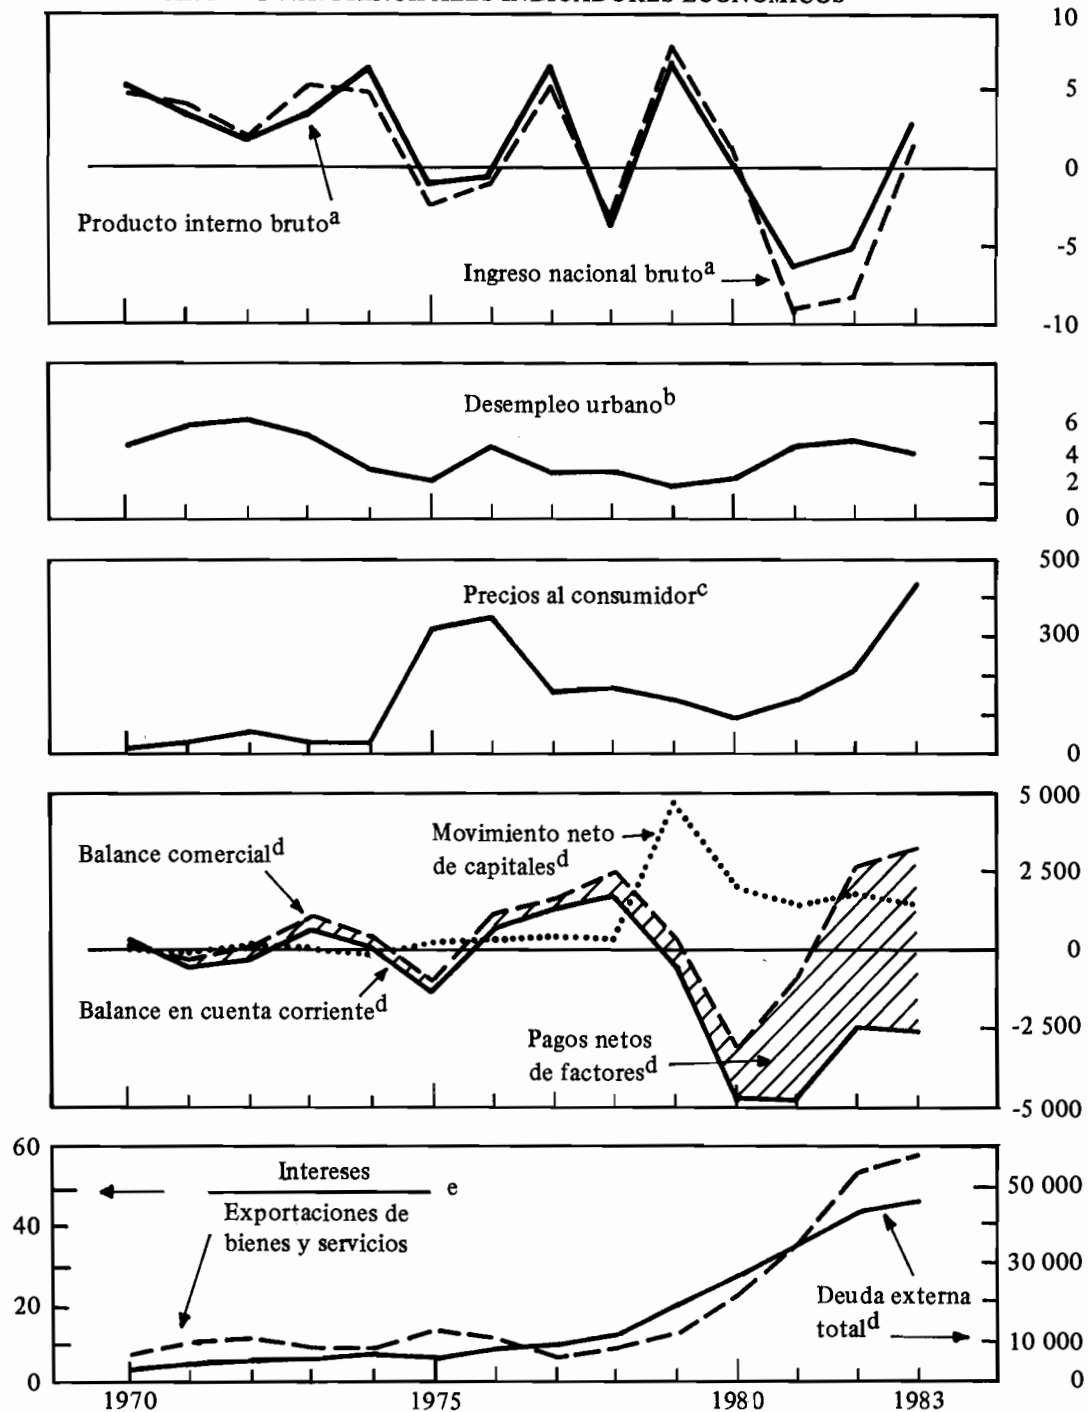 PRINCIPALES INDICADORES ECONOMICOS
10
5
0
-5
-10
Producto interno bruto^a
Ingreso nacional bruto^a
Desempleo urbano^b
6
4
2
0
Precios al consumidor^c
500
300
0
Balance comercial^d
Movimiento neto
de capitales^d
Balance en cuenta corriente^d
Pagos netos
de factores^d
5 000
2 500
0
-2 500
-5 000
60
40
20
0
Intereses
e
Exportaciones de
bienes y servicios
Deuda externa
total^d
50 000
30 000
10 000
0
1970
1975
1980
1983